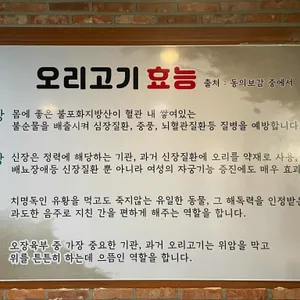 오리고기 효능 출처 : 동의보감 중에서
장 몸에 좋은 불포화지방산이 혈관 내 쌓여있는
불순물을 배출시켜 심장질환, 중풍, 뇌혈관질환등 질병을 예방합니다.
장 신장은 정력에 해당하는 기관, 과거 신장질환에 오리를 약재로 사용,
배뇨장애등 신장질환 뿐 아니라 여성의 자궁기능 증진에도 매우 효과
치명독인 유황을 먹고도 죽지않는 유일한 동물, 그 해독력을 인정받은
과도한 음주로 지친 간을 편하게 해주는 역할을 합니다.
오장육부 중 가장 중요한 기관, 과거 오리고기는 위암을 막고
위를 튼튼히 하는데 으뜸인 역할을 합니다.